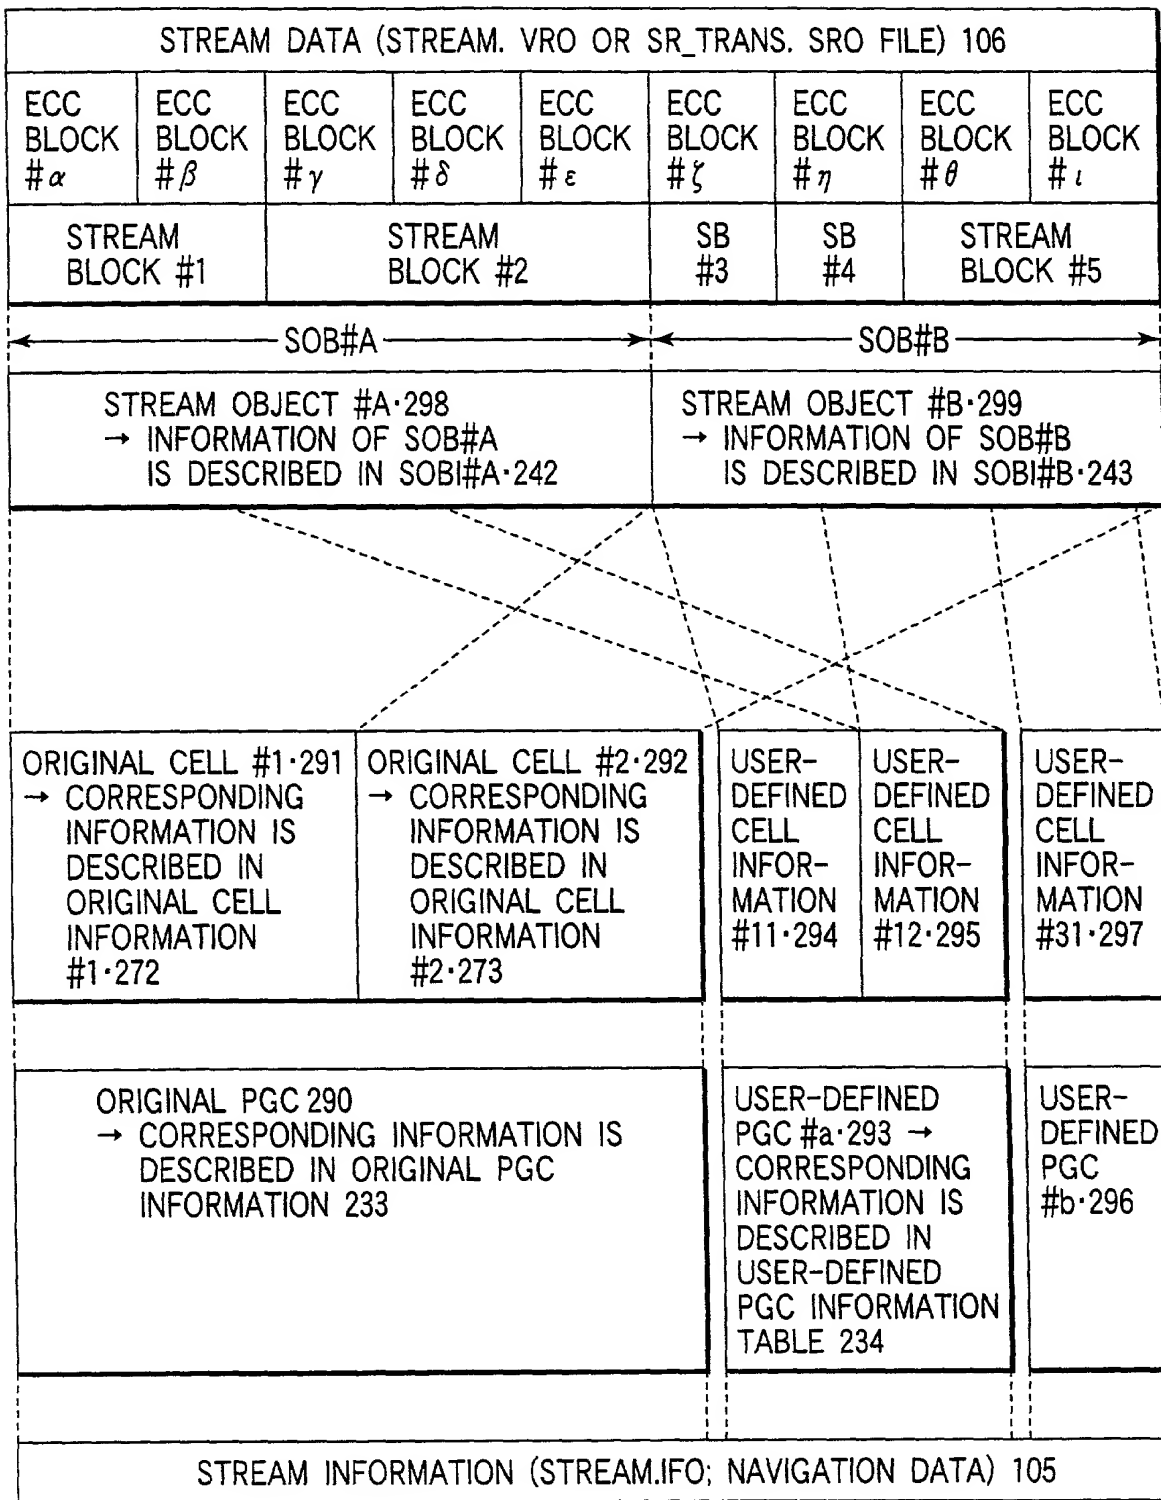 STREAM DATA (STREAM. VRO OR SR_TRANS. SRO FILE) 106
ECC BLOCK #α
ECC BLOCK #β
ECC BLOCK #γ
ECC BLOCK #δ
ECC BLOCK #ε
ECC BLOCK #ζ
ECC BLOCK #η
ECC BLOCK #θ
ECC BLOCK #ι
STREAM BLOCK #1
STREAM BLOCK #2
SB #3
SB #4
STREAM BLOCK #5
SOB#A
SOB#B
STREAM OBJECT #A·298
→ INFORMATION OF SOB#A
IS DESCRIBED IN SOBI#A·242
STREAM OBJECT #B·299
→ INFORMATION OF SOB#B
IS DESCRIBED IN SOBI#B·243
ORIGINAL CELL #1·291
→ CORRESPONDING
INFORMATION IS
DESCRIBED IN
ORIGINAL CELL
INFORMATION
#1·272
ORIGINAL CELL #2·292
→ CORRESPONDING
INFORMATION IS
DESCRIBED IN
ORIGINAL CELL
INFORMATION
#2·273
USER-
DEFINED
CELL
INFOR-
MATION
#11·294
USER-
DEFINED
CELL
INFOR-
MATION
#12·295
USER-
DEFINED
CELL
INFOR-
MATION
#31·297
ORIGINAL PGC 290
→ CORRESPONDING INFORMATION IS
DESCRIBED IN ORIGINAL PGC
INFORMATION 233
USER-DEFINED
PGC #a·293 →
CORRESPONDING
INFORMATION IS
DESCRIBED IN
USER-DEFINED
PGC INFORMATION
TABLE 234
USER-
DEFINED
PGC
#b·296
STREAM INFORMATION (STREAM.IFO; NAVIGATION DATA) 105